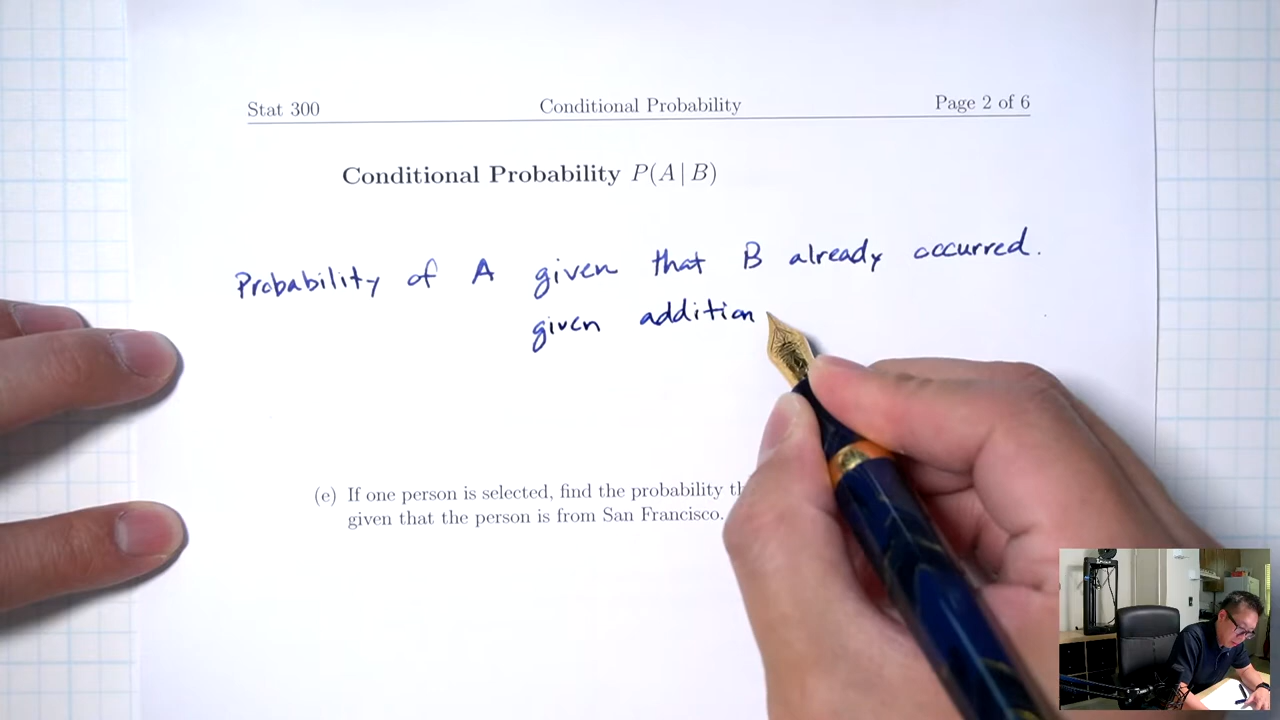 Stat 300 Conditional Probability Page 2 of 6
Conditional Probability P(A | B)
Probability of A given that B already occurred.
given addition
(e) If one person is selected, find the probability
given that the person is from San Francisco.